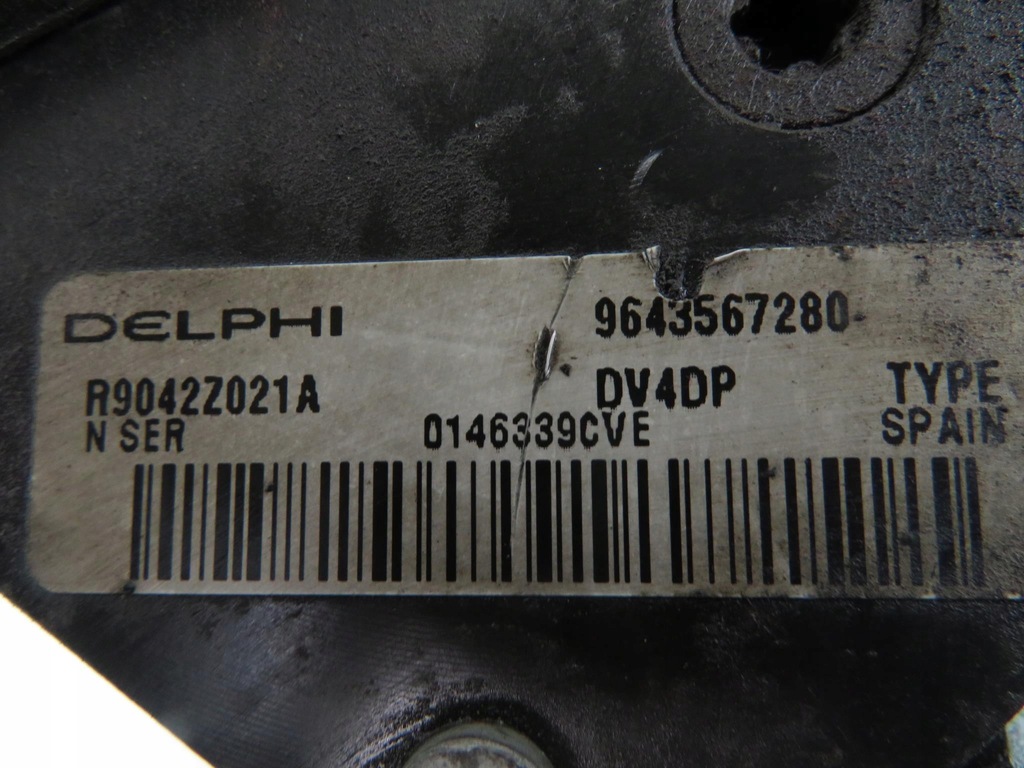 DELPHI 9643567280
R9042Z021A DV4DP TYPE
N SER 0146339CVE SPAIN